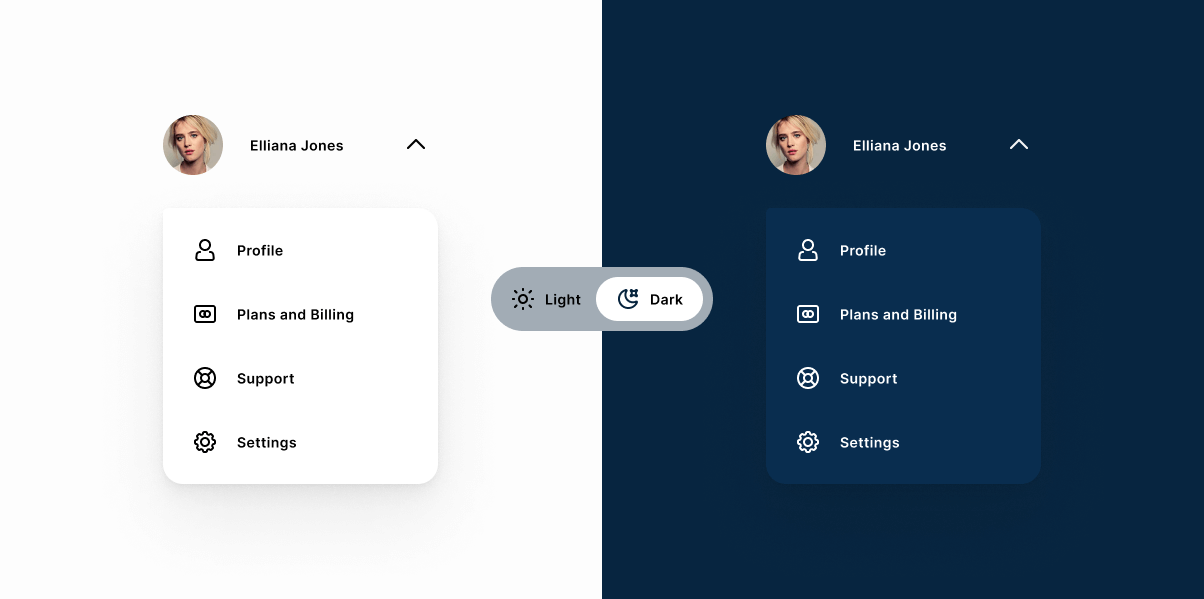 Elliana Jones
Profile
Plans and Billing
Support
Settings
Light
Dark
Elliana Jones
Profile
Plans and Billing
Support
Settings